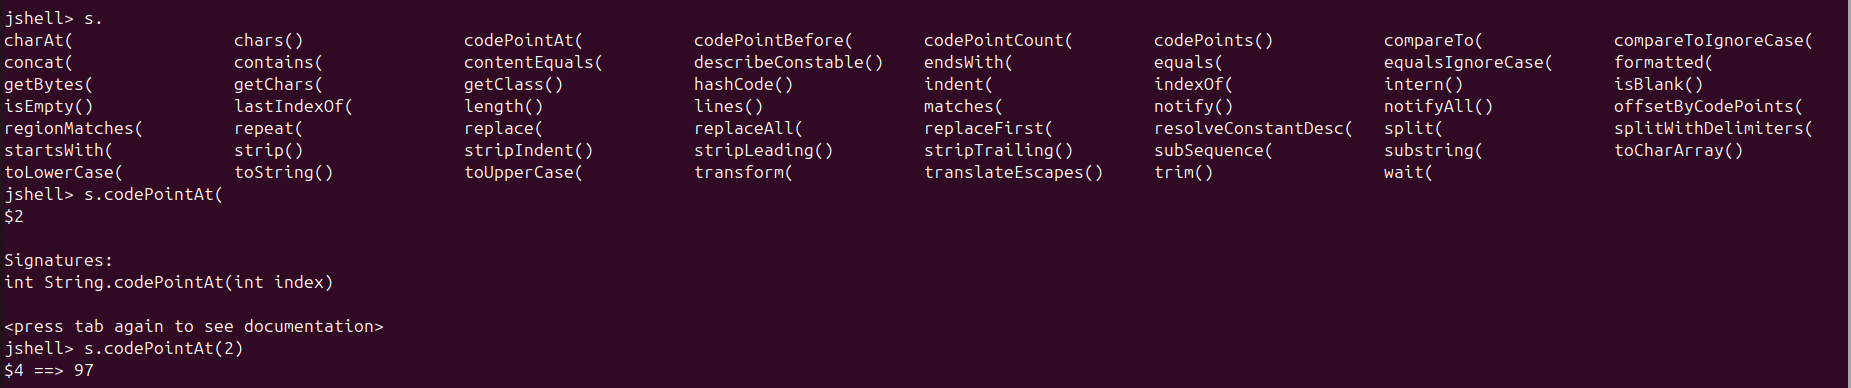 jshell> s.
charAt( chars() codePointAt( codePointBefore( codePointCount( codePoints() compareTo( compareToIgnoreCase(
concat( contains( contentEquals( describeConstable() endsWith( equals( equalsIgnoreCase( formatted(
getBytes( getChars( getClass() hashCode() indent( indexOf( intern() isBlank()
isEmpty() lastIndexOf( length() lines() matches( notify() notifyAll() offsetByCodePoints(
regionMatches( repeat( replace( replaceAll( replaceFirst( resolveConstantDesc( split( splitWithDelimiters(
startsWith( strip() stripIndent() stripLeading() stripTrailing() subSequence( substring( toCharArray()
toLowerCase( toString() toUpperCase( transform( translateEscapes() trim() wait(
jshell> s.codePointAt(
$2
Signatures:
int String.codePointAt(int index)
<press tab again to see documentation>
jshell> s.codePointAt(2)
$4 ==> 97